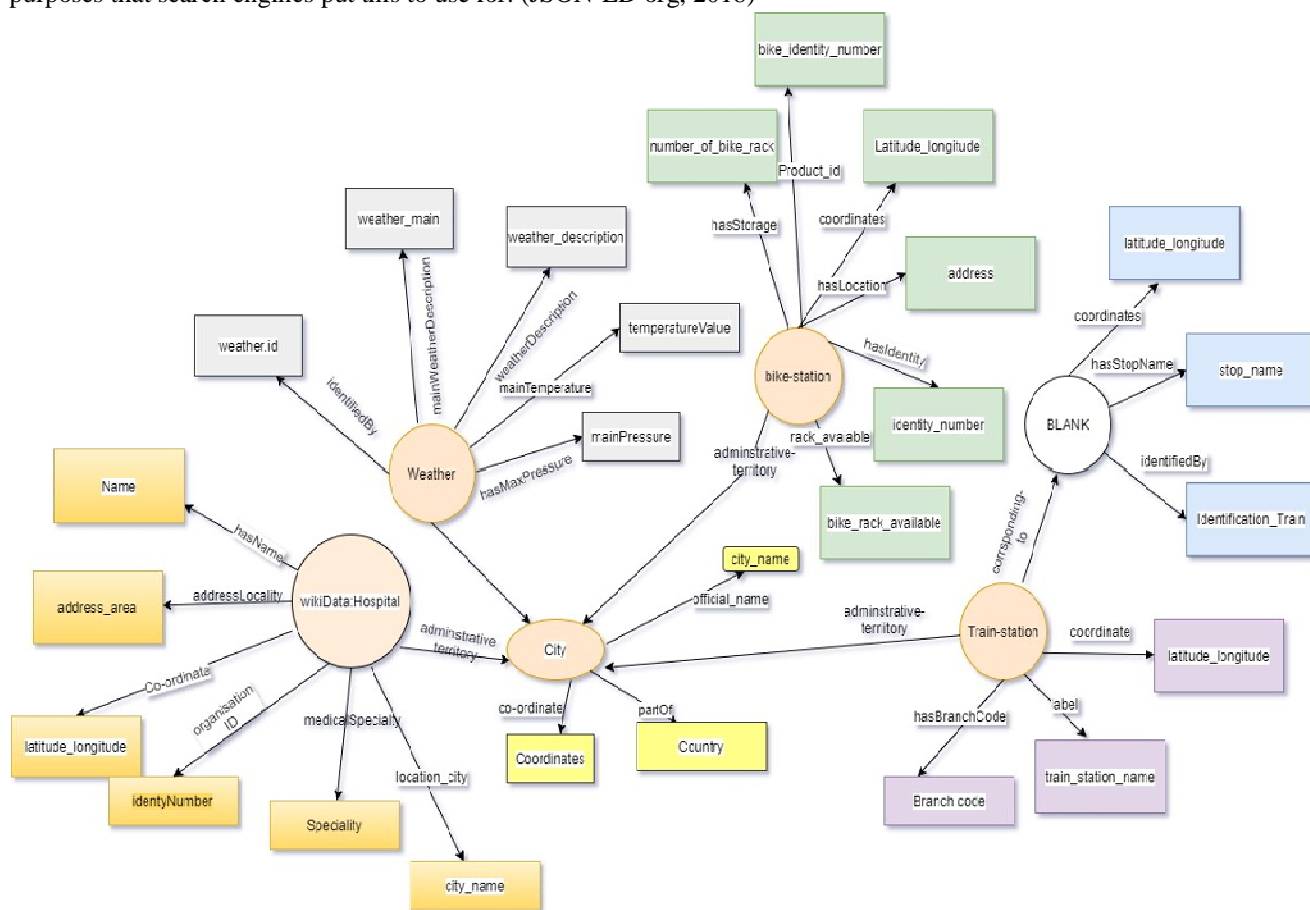 purposes that search engines put this to use for. (JSON-LD org, 2018)
bike_identity_number
number_of_bike_rack
Latitude_longitude
Product_id
weather_main
weather_description
hasStorage
coordinates
latitude_longitude
address
hasLocation
mainWeatherDescription
weatherDescription
temperatureValue
coordinates
weather.id
hasIdentity
hasStopName
stop_name
identifiedBy
mainTemperature
bike-station
mainPressure
identity_number
BLANK
rack_avaiable
adminstrative-
territory
identifiedBy
Weather
hasMaxPressure
Name
bike_rack_available
Identification_Train
hasName
corrsponding-
to
city_name
official_name
wikiData:Hospital
addressLocality
address_area
adminstrative-
territory
Train-station
coordinate
adminstrative
territory
City
latitude_longitude
Co-ordinate
organisation
ID
medicalSpecialty
co-ordinate
partOf
hasBranchCode
label
latitude_longitude
Coordinates
Country
location_city
train_station_name
identyNumber
Branch code
Speciality
city_name